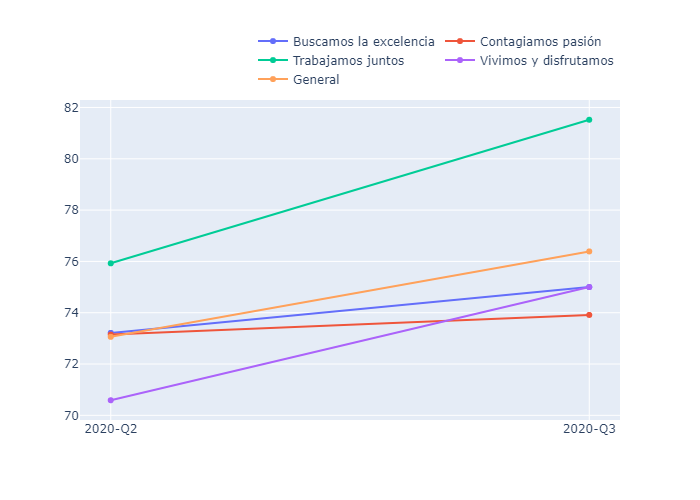 Buscamos la excelencia Contagiamos pasión
Trabajamos juntos Vivimos y disfrutamos
General
82
80
78
76
74
72
70
2020-Q2 2020-Q3